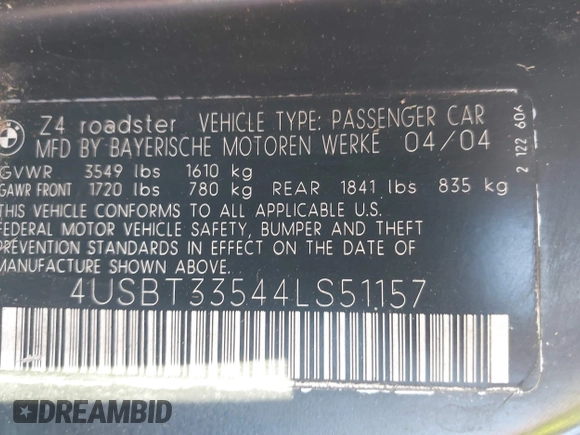 Z4 roadster VEHICLE TYPE: PASSENGER CAR
MFD BY BAYERISCHE MOTOREN WERKE 04/04
GVWR 3549 lbs 1610 kg
GAWR FRONT 1720 lbs 780 kg REAR 1841 lbs 835 kg
THIS VEHICLE CONFORMS TO ALL APPLICABLE U.S.
FEDERAL MOTOR VEHICLE SAFETY, BUMPER AND THEFT
PREVENTION STANDARDS IN EFFECT ON THE DATE OF
MANUFACTURE SHOWN ABOVE.
4USBT33544LS51157
2 122 606
DREAMBID